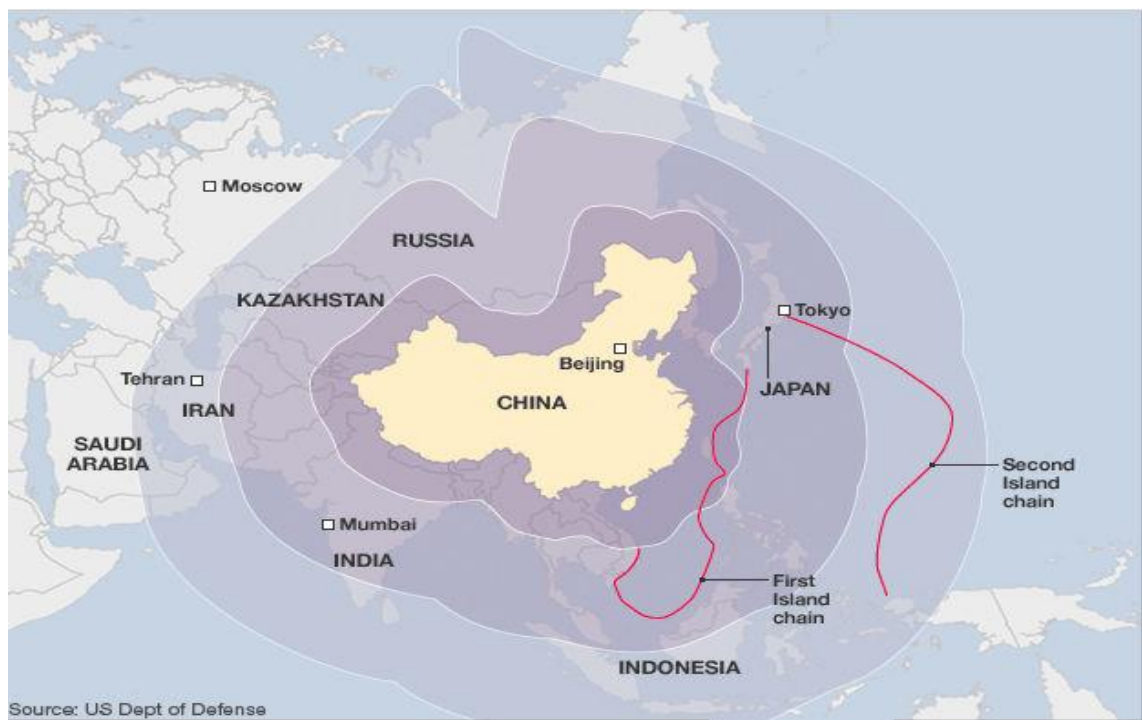 Moscow
RUSSIA
KAZAKHSTAN
Tokyo
Beijing
Tehran
JAPAN
IRAN
CHINA
SAUDI
ARABIA
Second
Island
chain
Mumbai
INDIA
First
Island
chain
INDONESIA
Source: US Dept of Defense